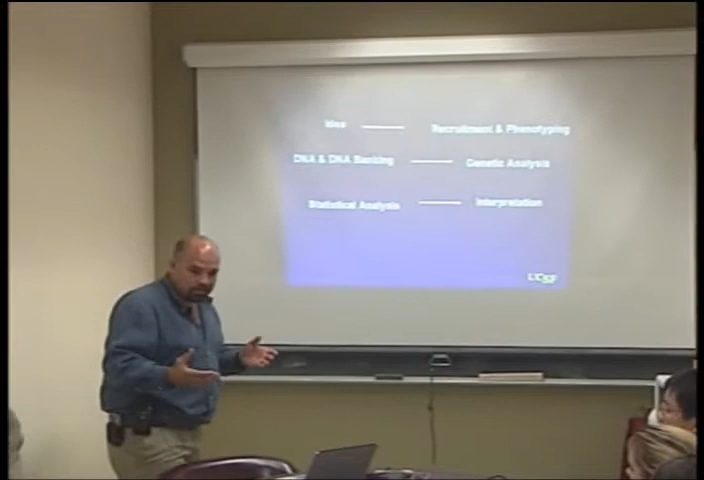 Idea
Recruitment & Phenotyping
DNA & DNA Banking
Genetic Analysis
Statistical Analysis
Interpretation
UCSF